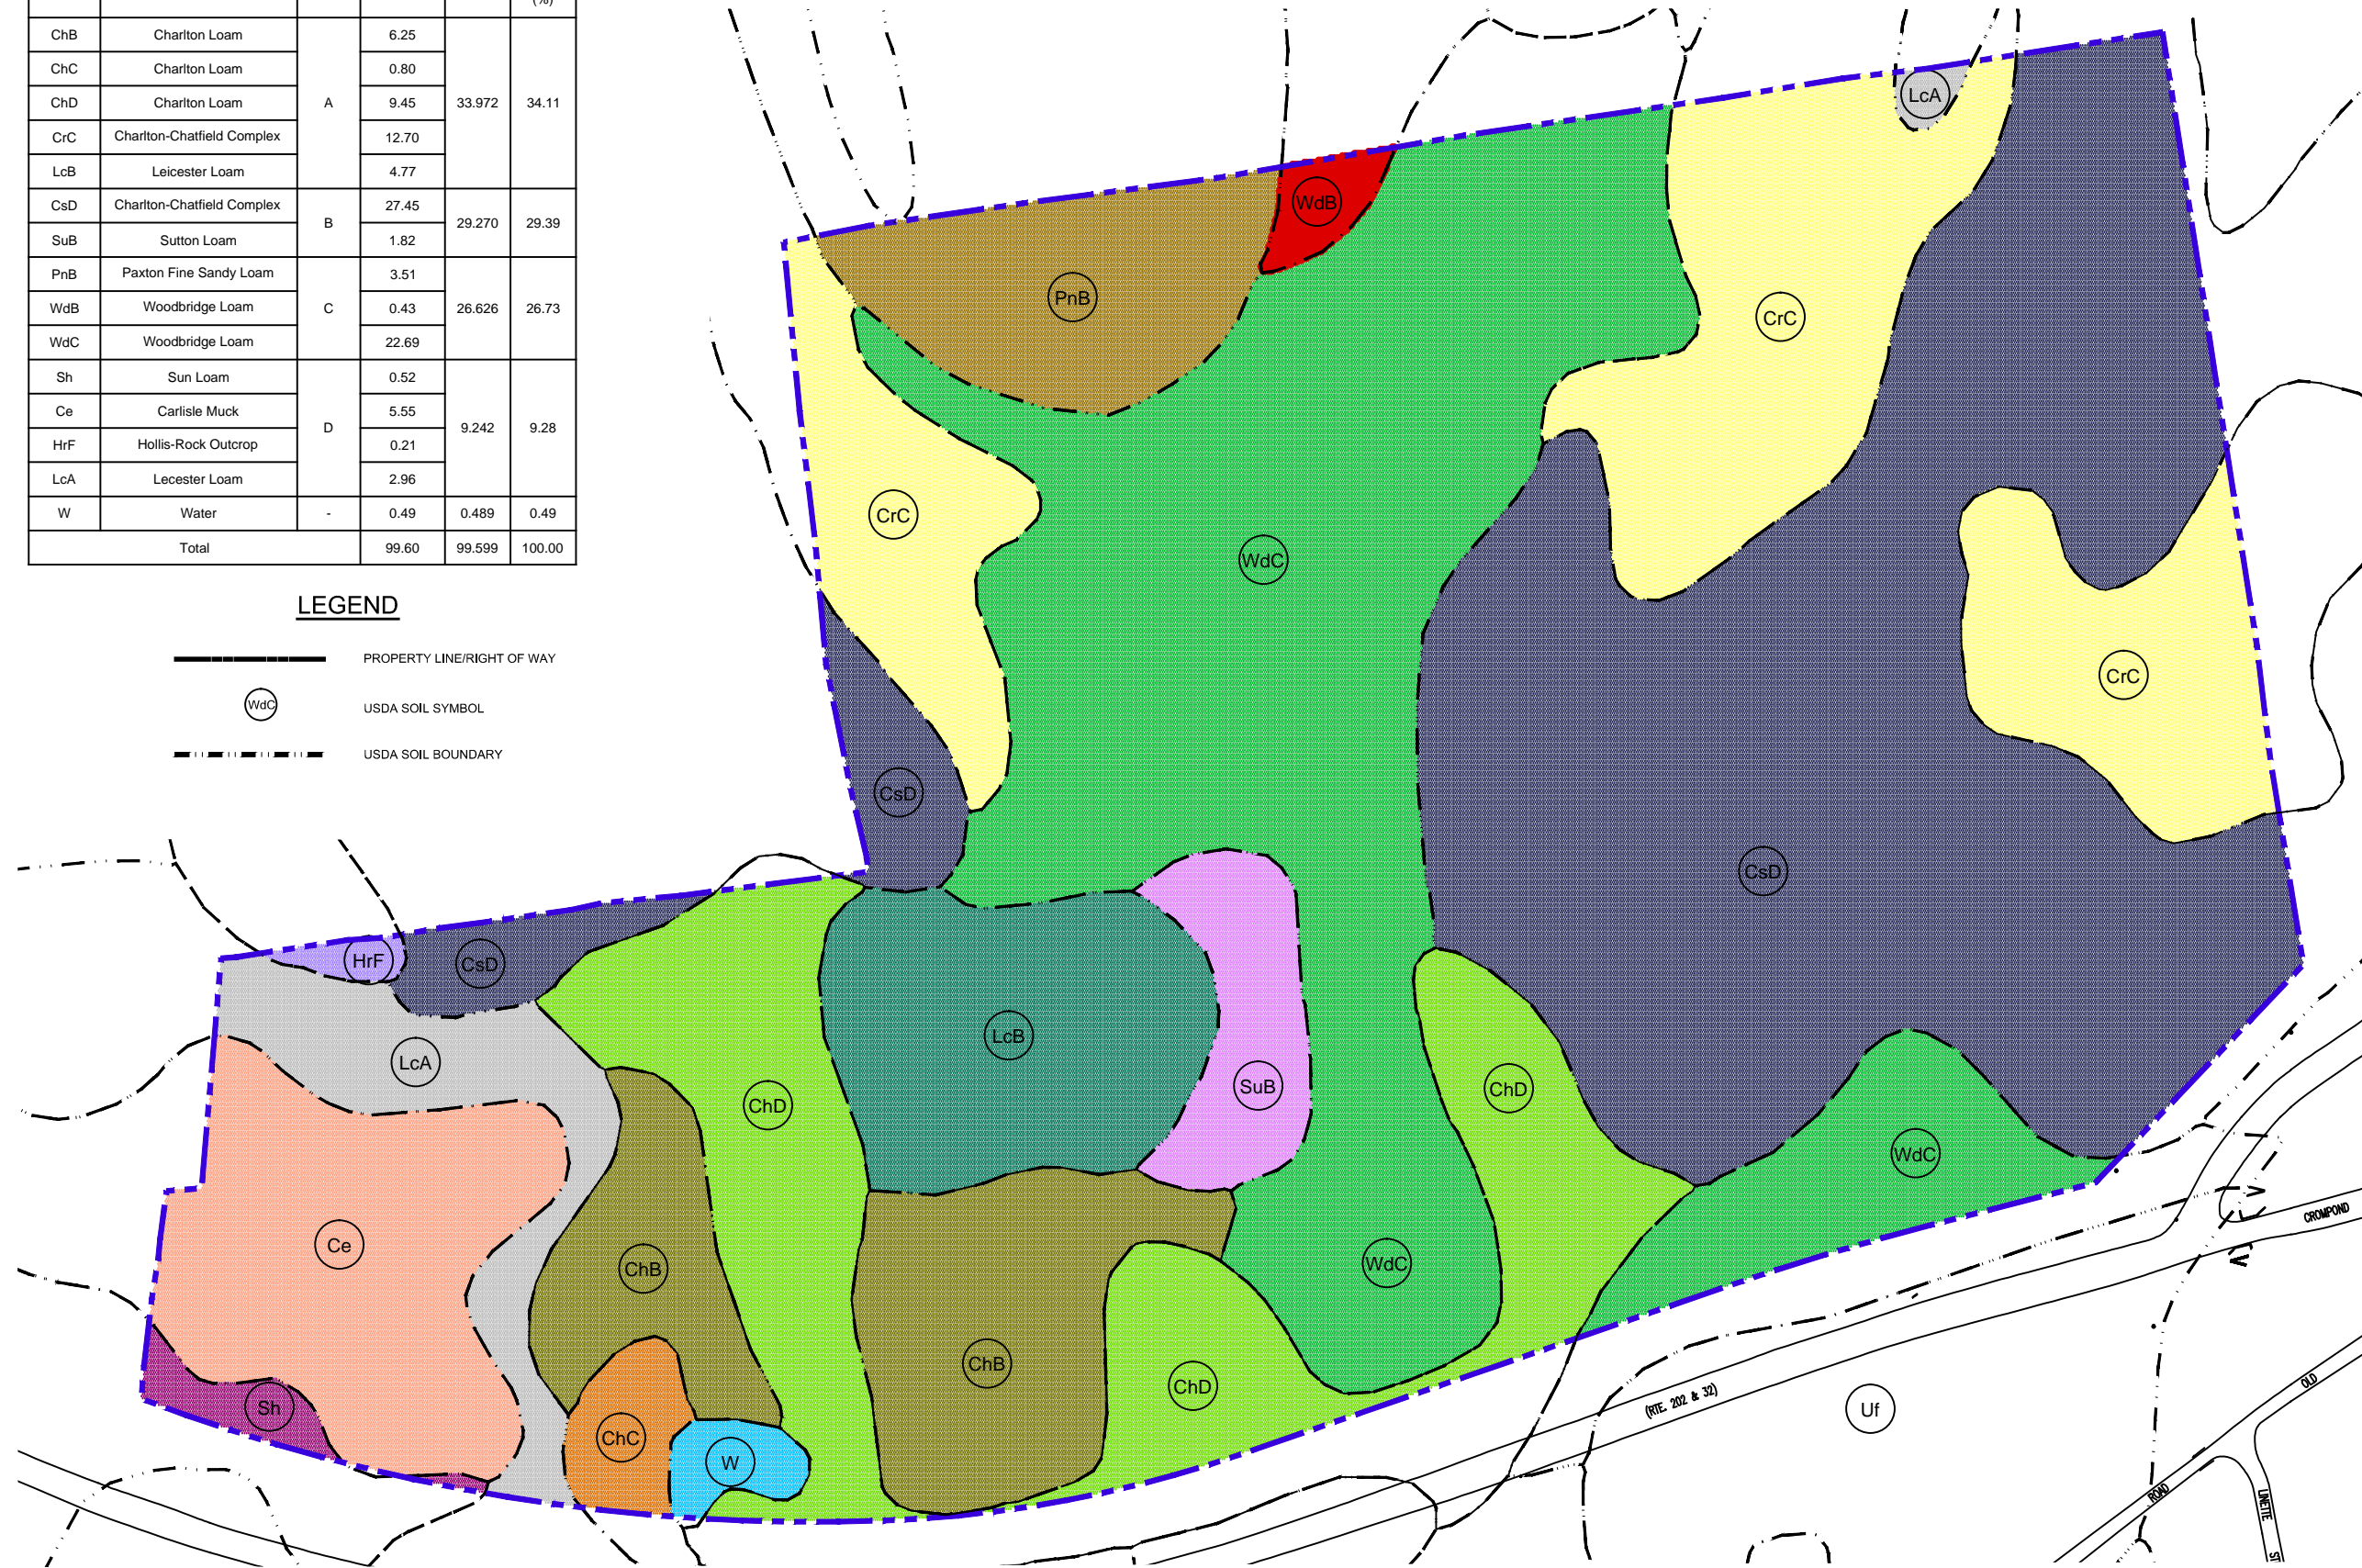 (%)
ChB Charlton Loam 6.25
ChC Charlton Loam 0.80
ChD Charlton Loam A 9.45 33.972 34.11
CrC Charlton-Chatfield Complex 12.70
LcB Leicester Loam 4.77
CsD Charlton-Chatfield Complex 27.45
B 29.270 29.39
SuB Sutton Loam 1.82
PnB Paxton Fine Sandy Loam 3.51
WdB Woodbridge Loam C 0.43 26.626 26.73
WdC Woodbridge Loam 22.69
Sh Sun Loam 0.52
Ce Carlisle Muck 5.55
D 9.242 9.28
HrF Hollis-Rock Outcrop 0.21
LcA Lecester Loam 2.96
W Water - 0.49 0.489 0.49
Total 99.60 99.599 100.00
LEGEND
PROPERTY LINE/RIGHT OF WAY
WdC USDA SOIL SYMBOL
USDA SOIL BOUNDARY
LcA
WdB
PnB
CrC
CrC
WdC
CrC
CsD
CsD
HrF
CsD
LcB
LcA
SuB
ChD
ChD
WdC
Ce
ChB
WdC
ChB
ChD
Sh
ChC
W
Uf
CROMPOND
(RTE. 202 & 32)
OLD
ROAD
LINETTE
ST